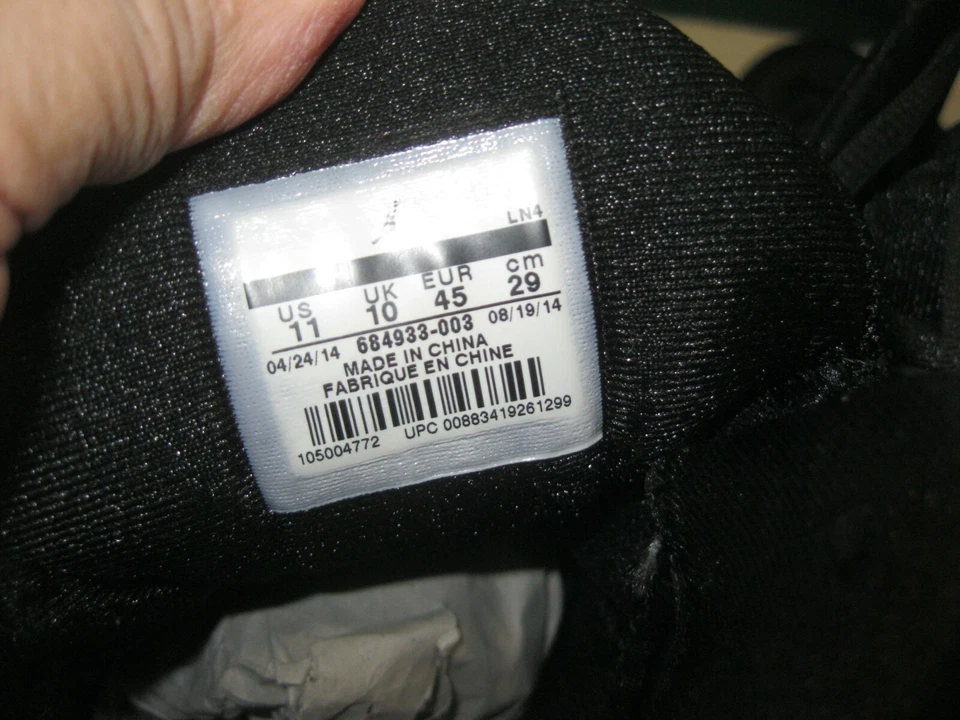 LN4
US UK EUR cm
11 10 45 29
04/24/14 684933-003 08/19/14
MADE IN CHINA
FABRIQUE EN CHINE
105004772 UPC 00883419261299